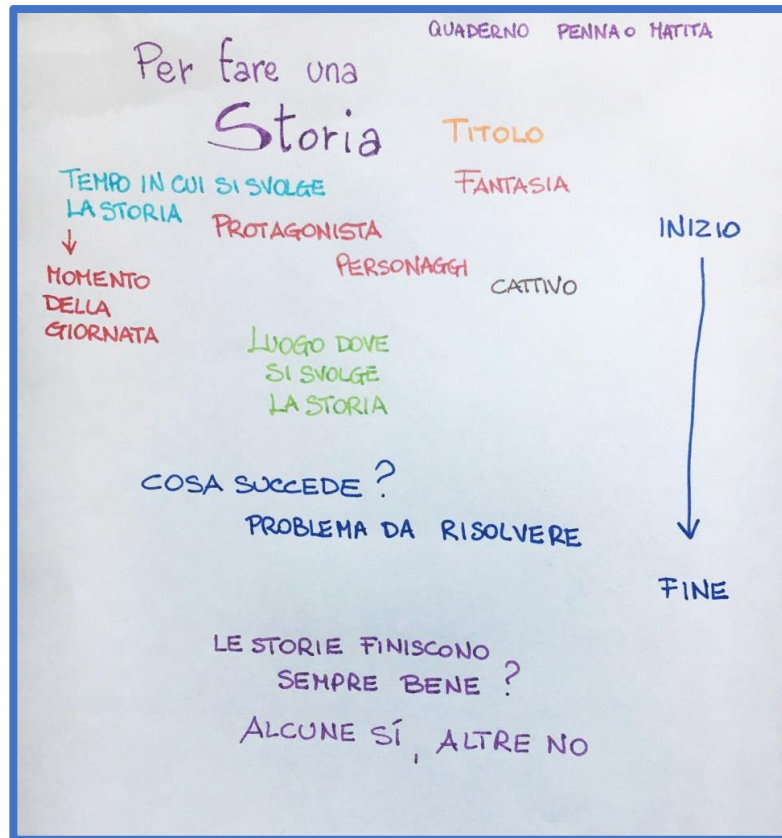 QUADERNO PENNA O MATITA
Per fare una
Storia
TITOLO
TEMPO IN CUI SI SVOLGE
LA STORIA
FANTASIA
PROTAGONISTA
INIZIO
PERSONAGGI
CATTIVO
MOMENTO
DELLA
GIORNATA
LUOGO DOVE
SI SVOLGE
LA STORIA
COSA SUCCEDE?
PROBLEMA DA RISOLVERE
FINE
LE STORIE FINISCONO
SEMPRE BENE?
ALCUNE SÍ, ALTRE NO